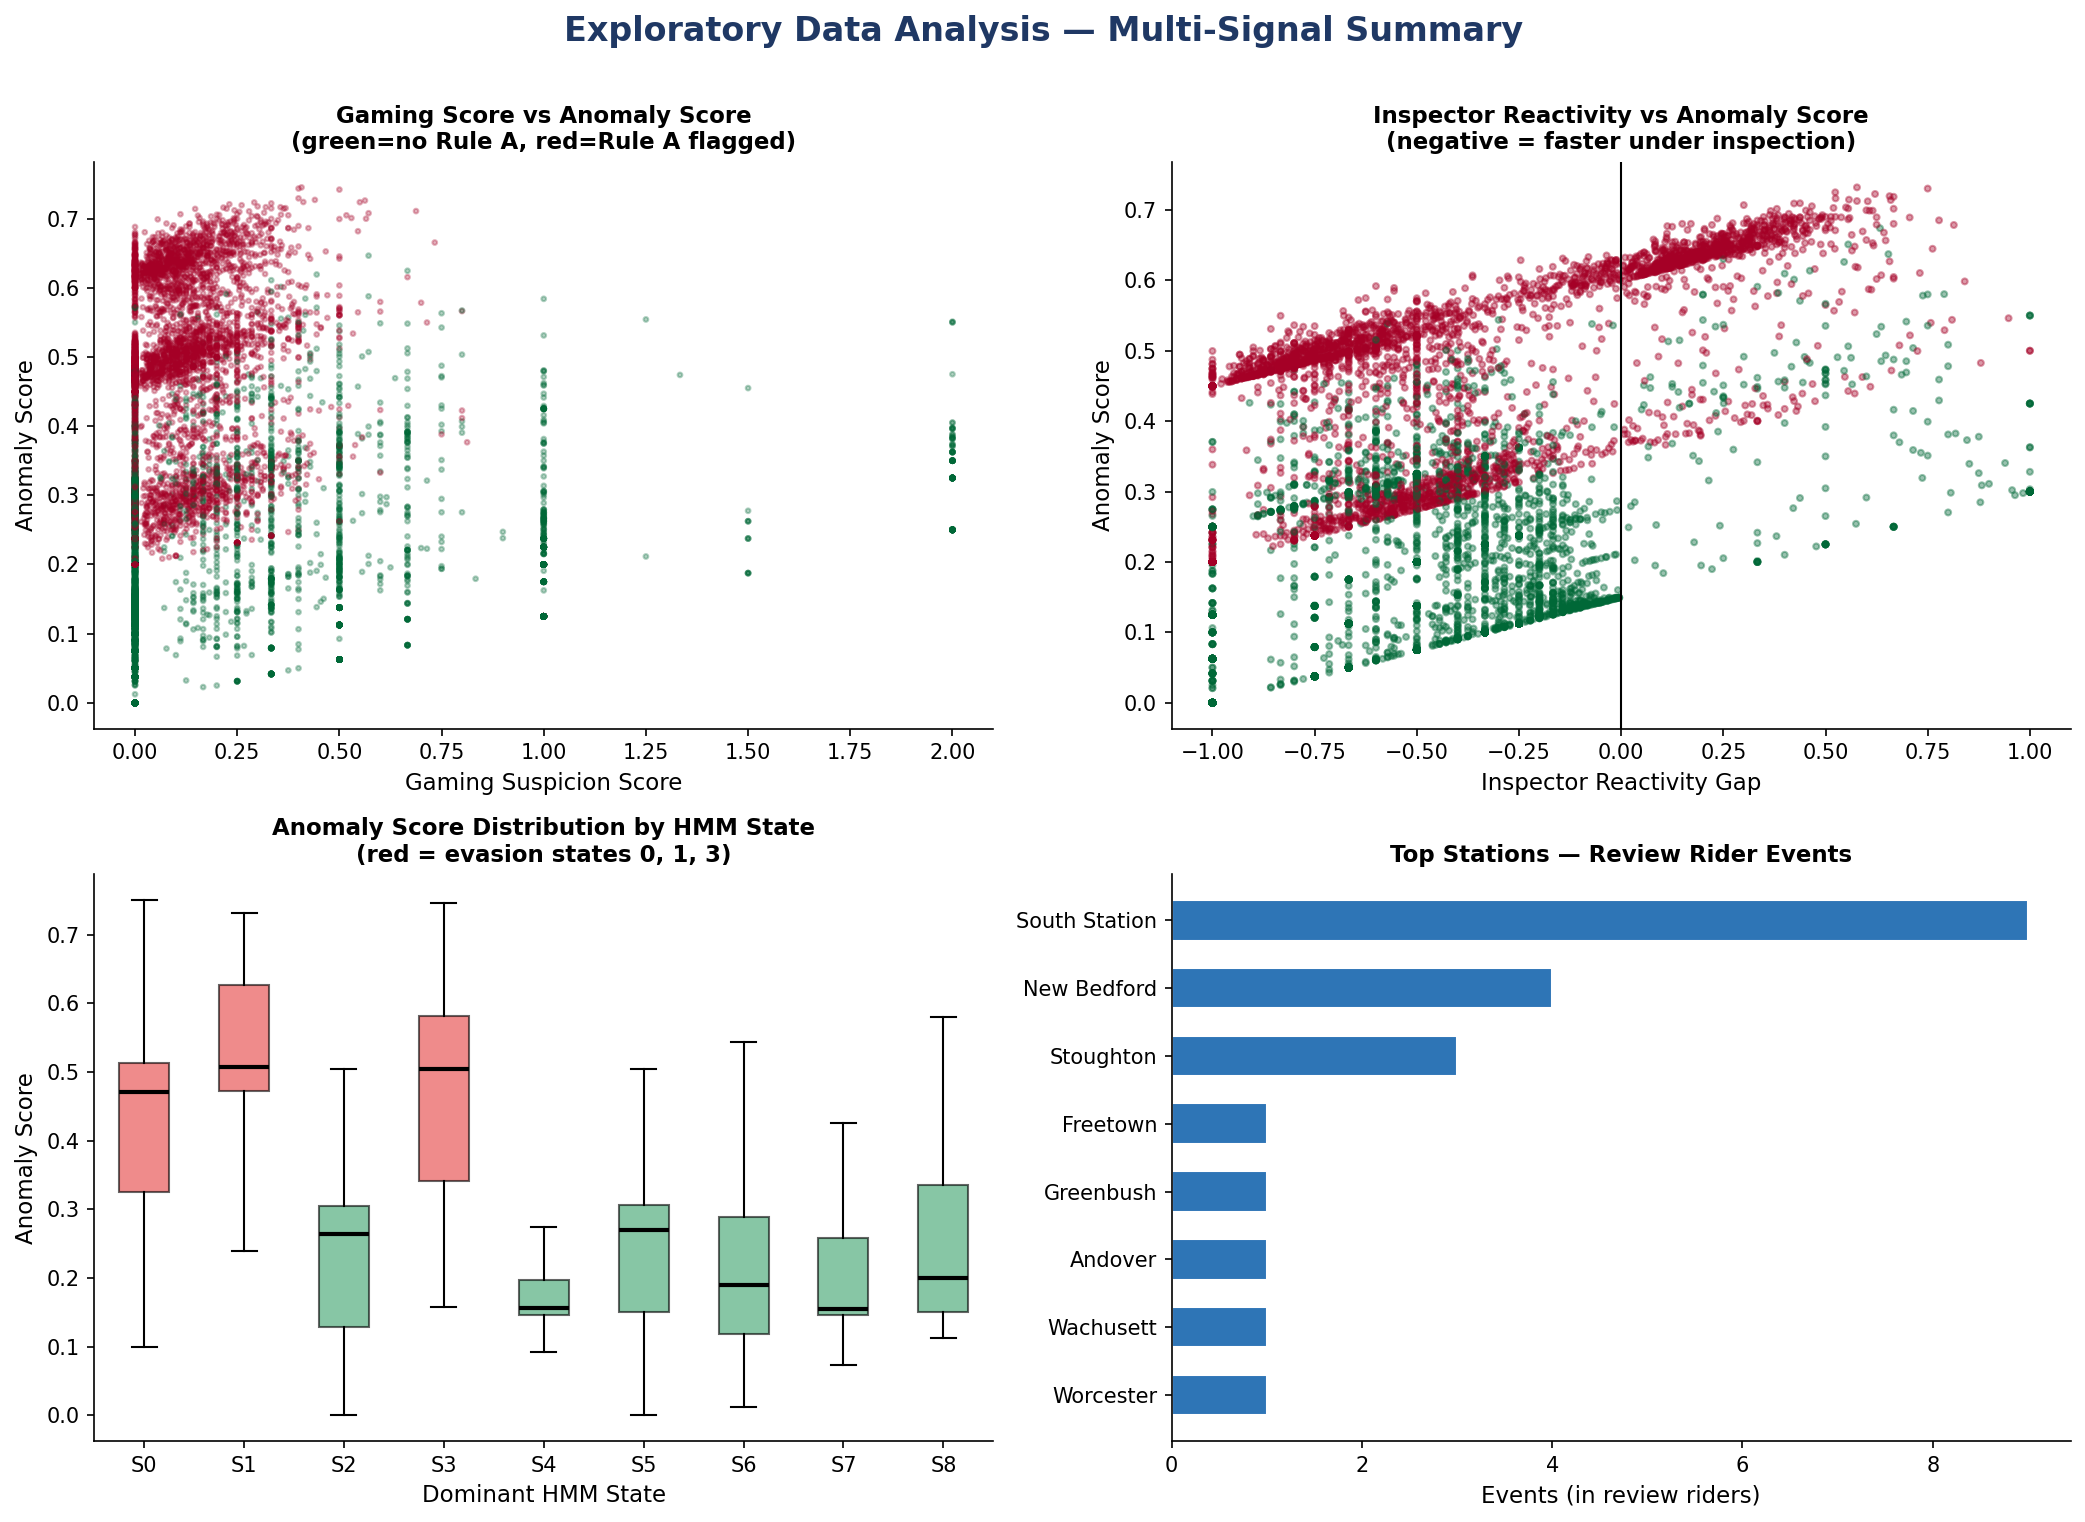 Exploratory Data Analysis — Multi-Signal Summary
Gaming Score vs Anomaly Score
(green=no Rule A, red=Rule A flagged)
Anomaly Score
0.7
0.6
0.5
0.4
0.3
0.2
0.1
0.0
0.00 0.25 0.50 0.75 1.00 1.25 1.50 1.75 2.00
Gaming Suspicion Score
Inspector Reactivity vs Anomaly Score
(negative = faster under inspection)
Anomaly Score
0.7
0.6
0.5
0.4
0.3
0.2
0.1
0.0
−1.00 −0.75 −0.50 −0.25 0.00 0.25 0.50 0.75 1.00
Inspector Reactivity Gap
Anomaly Score Distribution by HMM State
(red = evasion states 0, 1, 3)
Anomaly Score
0.7
0.6
0.5
0.4
0.3
0.2
0.1
0.0
S0 S1 S2 S3 S4 S5 S6 S7 S8
Dominant HMM State
Top Stations — Review Rider Events
South Station
New Bedford
Stoughton
Freetown
Greenbush
Andover
Wachusett
Worcester
0 2 4 6 8
Events (in review riders)